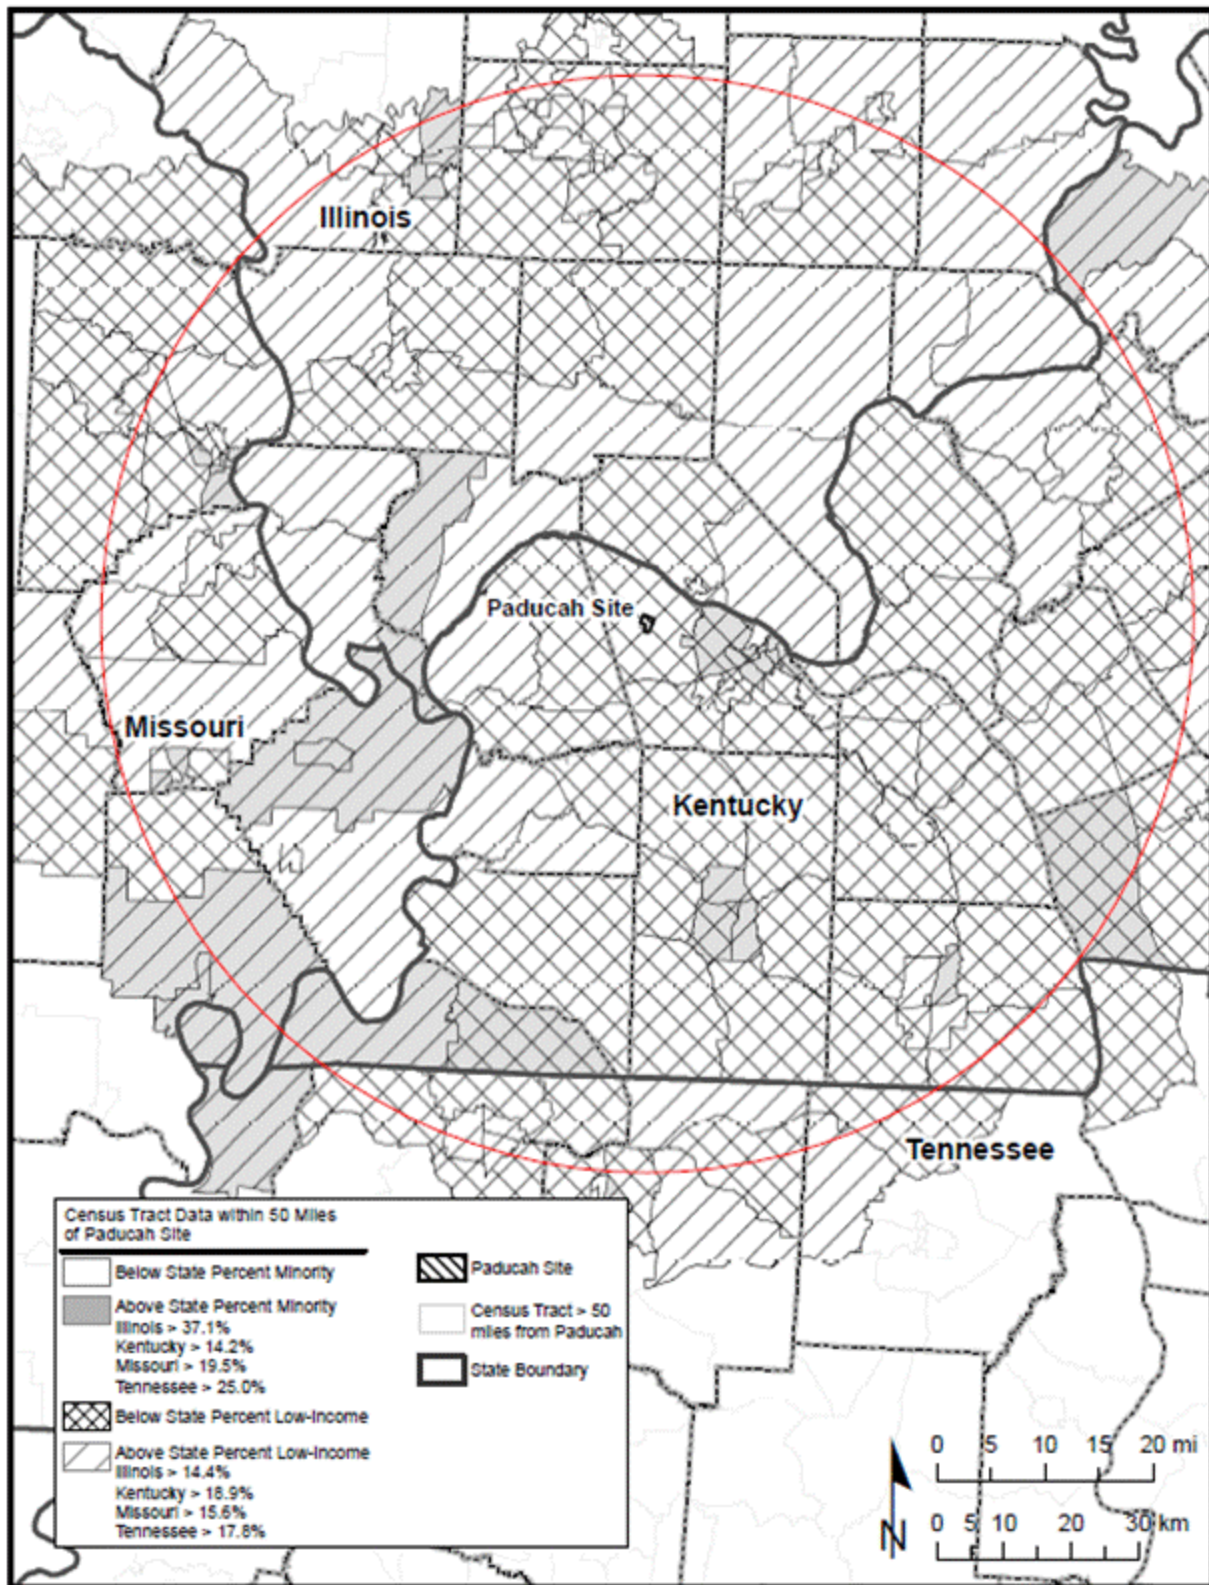 Illinois
Paducah Site
Missouri
Kentucky
Tennessee
Census Tract Data within 50 Miles
of Paducah Site
Below State Percent Minority
Above State Percent Minority
Illinois > 37.1%
Kentucky > 14.2%
Missouri > 19.5%
Tennessee > 25.0%
Below State Percent Low-Income
Above State Percent Low-Income
Illinois > 14.4%
Kentucky > 18.9%
Missouri > 15.6%
Tennessee > 17.8%
Paducah Site
Census Tract > 50
miles from Paducah
State Boundary
N
0 5 10 15 20 mi
0 5 10 20 30 km